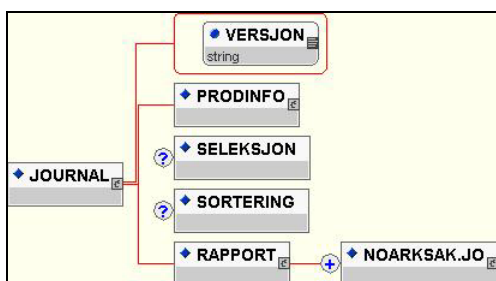 VERSJON
string
PRODINFO
? SELEKSJON
JOURNAL
? SORTERING
RAPPORT + NOARKSAK.JO